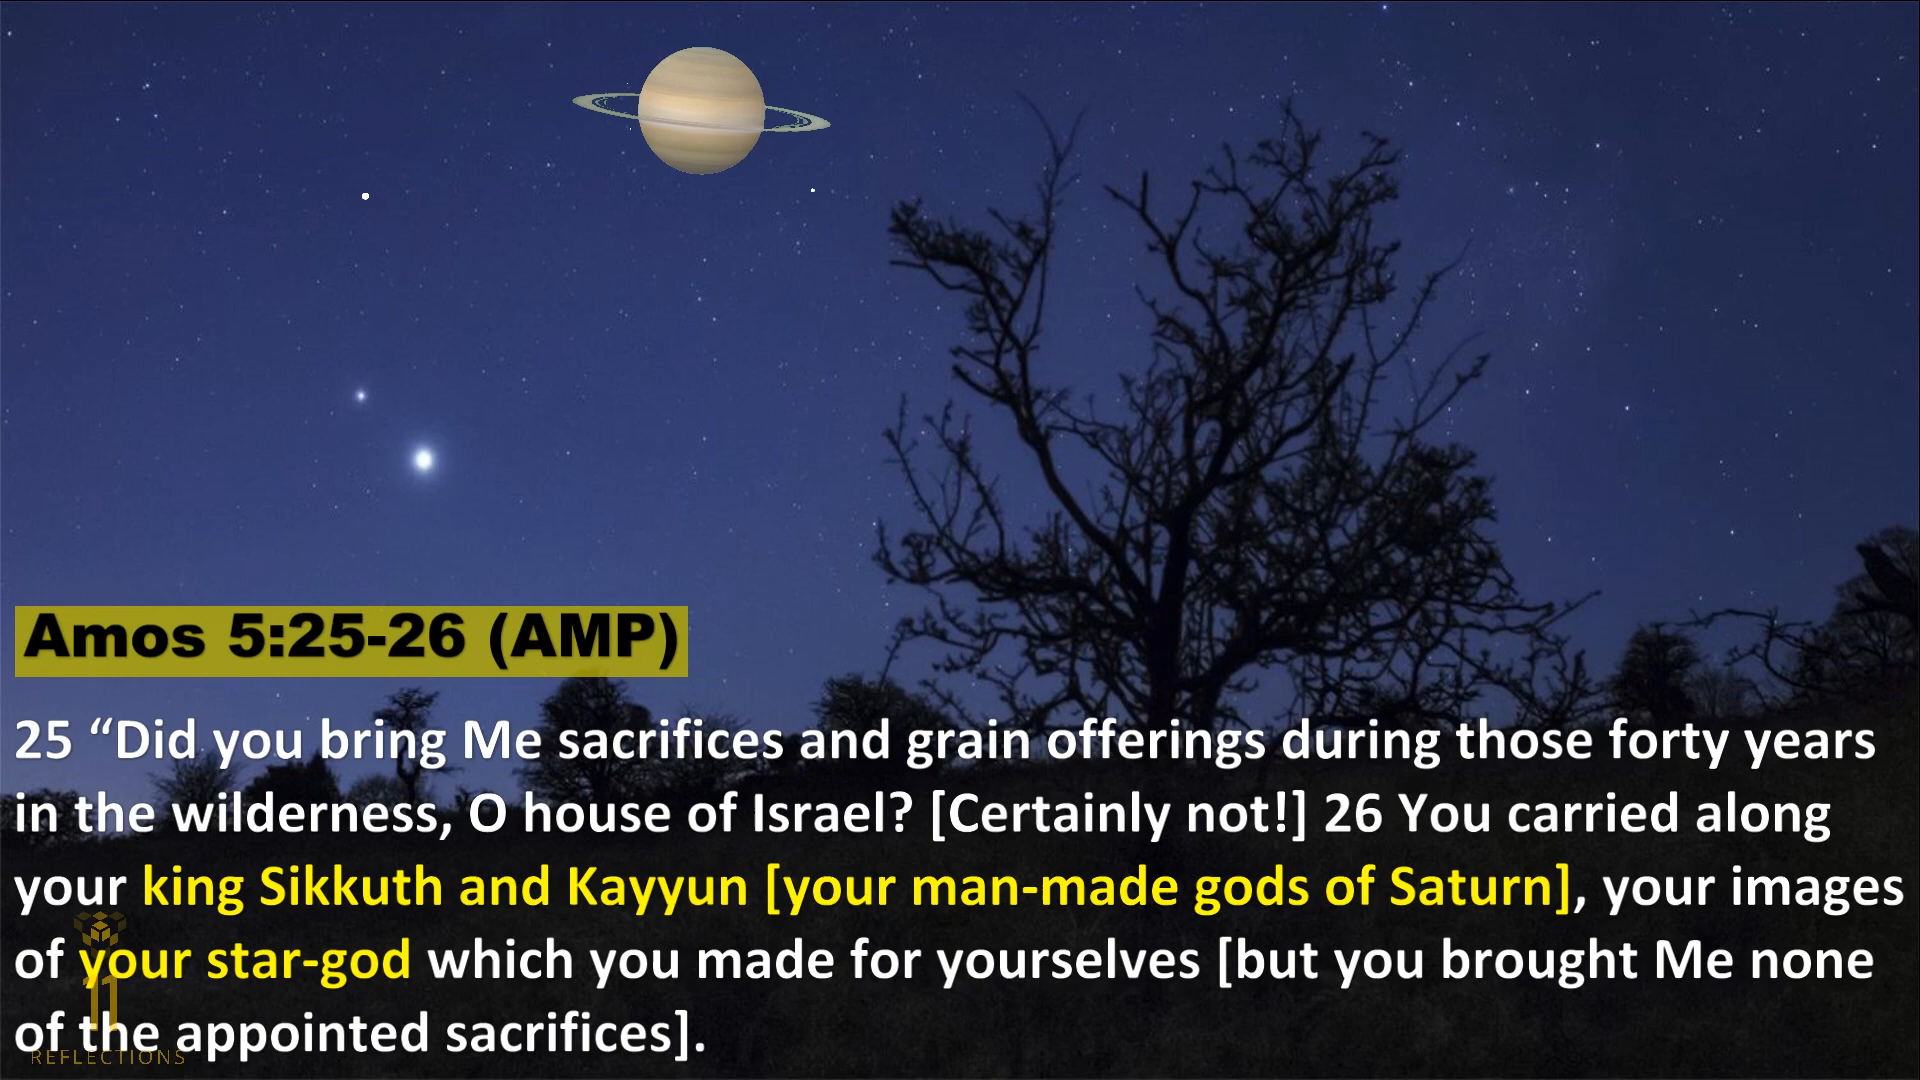 Amos 5:25-26 (AMP)
25 “Did you bring Me sacrifices and grain offerings during those forty years
in the wilderness, O house of Israel? [Certainly not!] 26 You carried along
your king Sikkuth and Kayyun [your man-made gods of Saturn], your images
of your star-god which you made for yourselves [but you brought Me none
of the appointed sacrifices].
11
REFLECTIONS